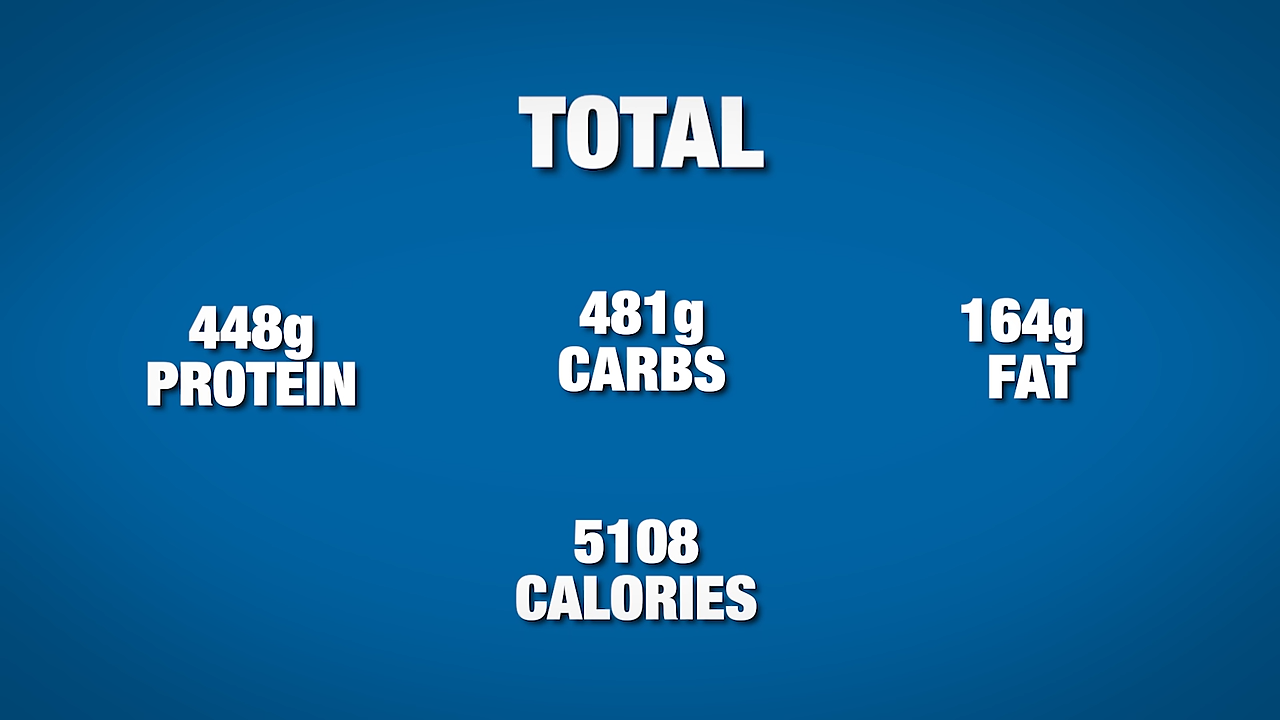 TOTAL
448g
PROTEIN
481g
CARBS
164g
FAT
5108
CALORIES